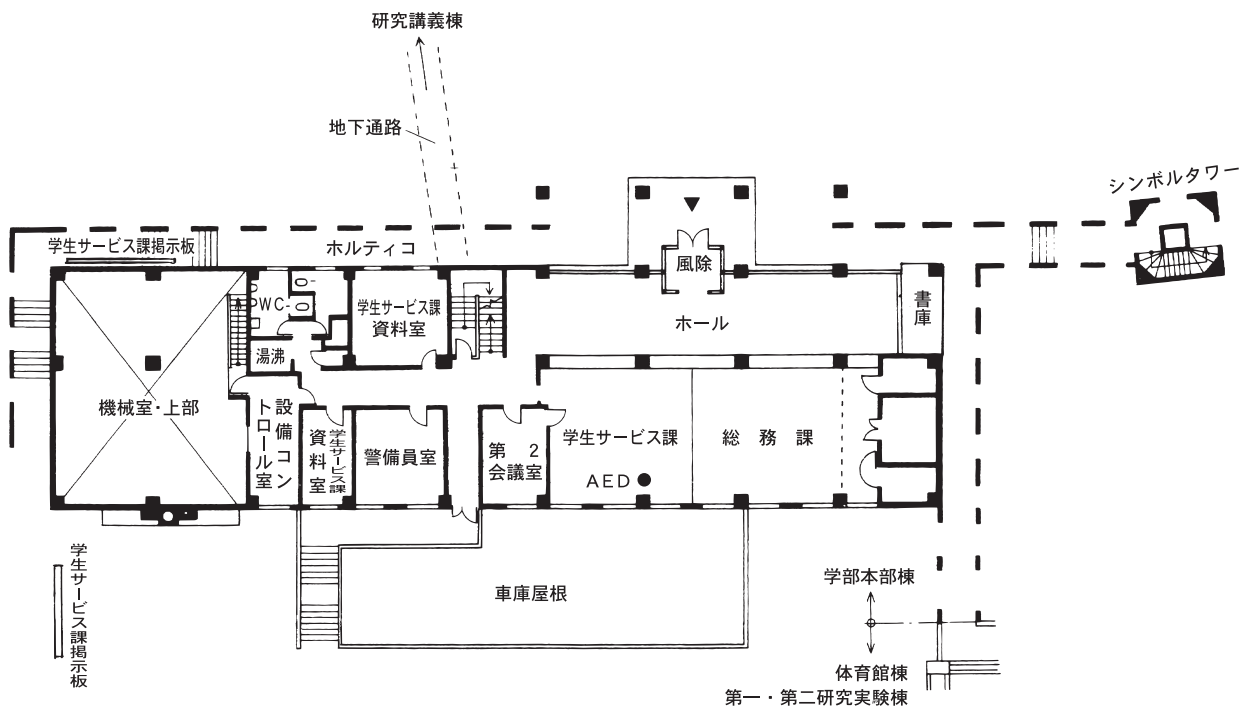 研究講義棟
地下通路
シンボルタワー
学生サービス課掲示板
ホルティコ
風除
PWC
学生サービス課
資料室
ホール
書庫
湯沸
機械室・上部
設備コン
トロール室
学生サービス課
資料室
警備員室
第2
会議室
学生サービス課
総務課
AED
車庫屋根
学生サービス課掲示板
学部本部棟
体育館棟
第一・第二研究実験棟